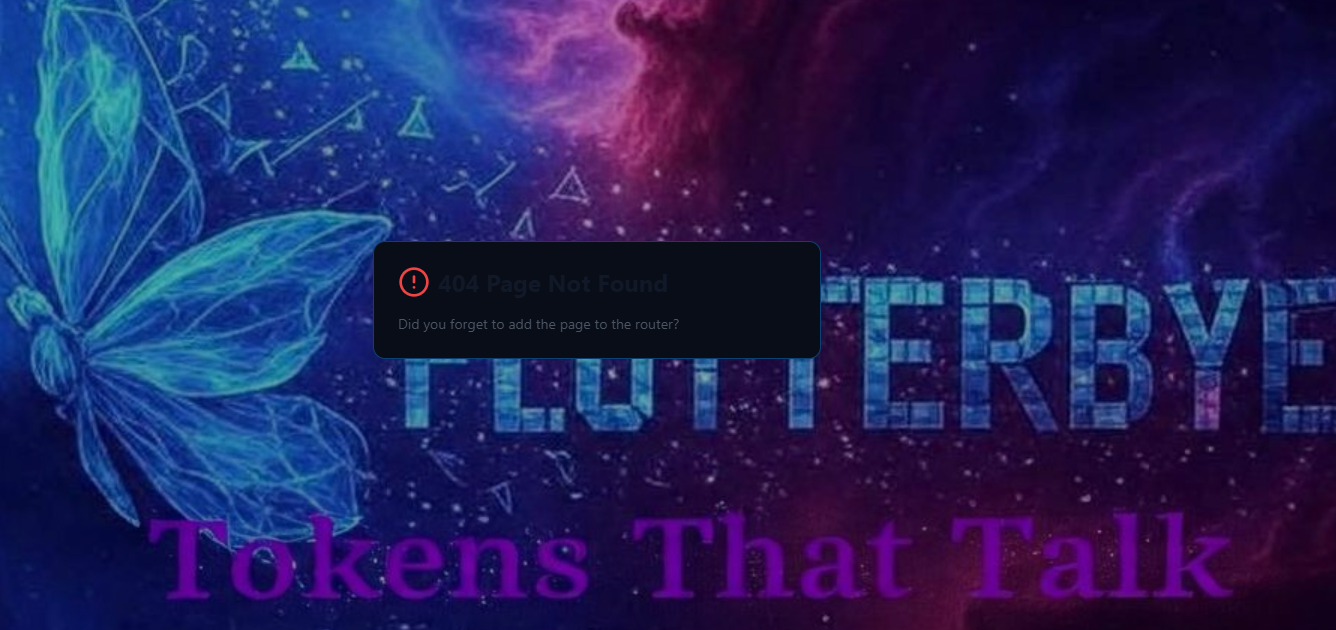 404 Page Not Found
Did you forget to add the page to the router?
FLUTTERBYE
Tokens That Talk